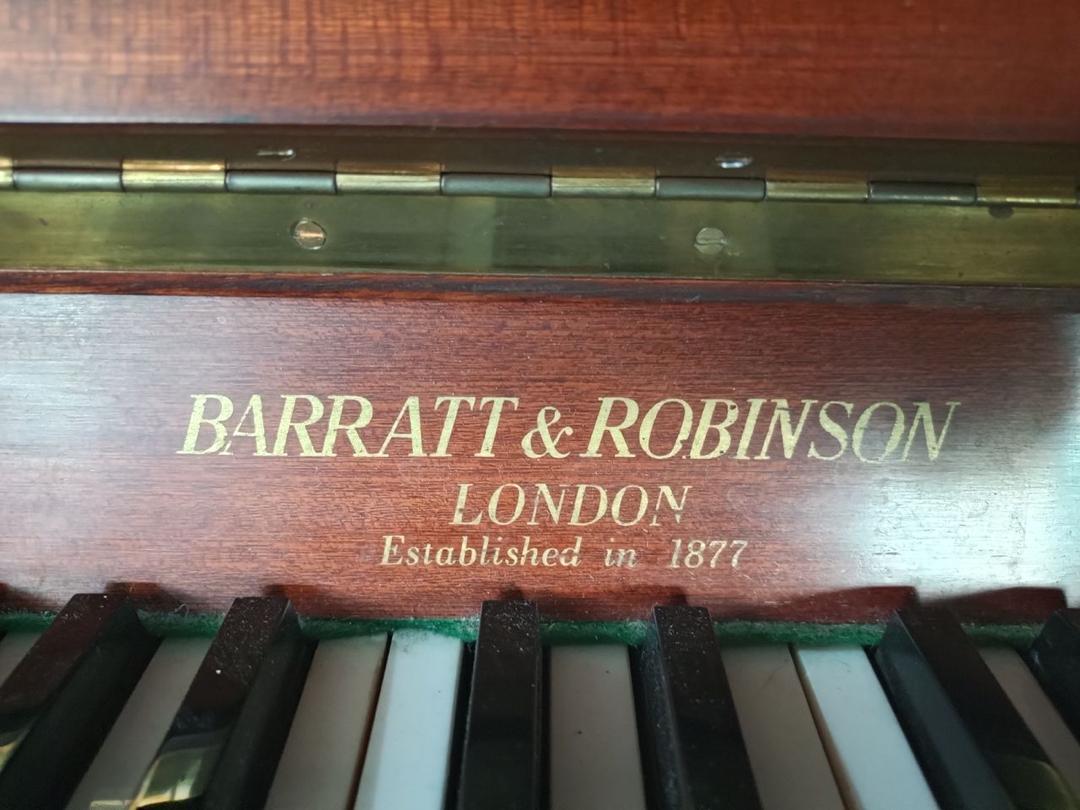 BARRATT & ROBINSON
LONDON
Established in 1877